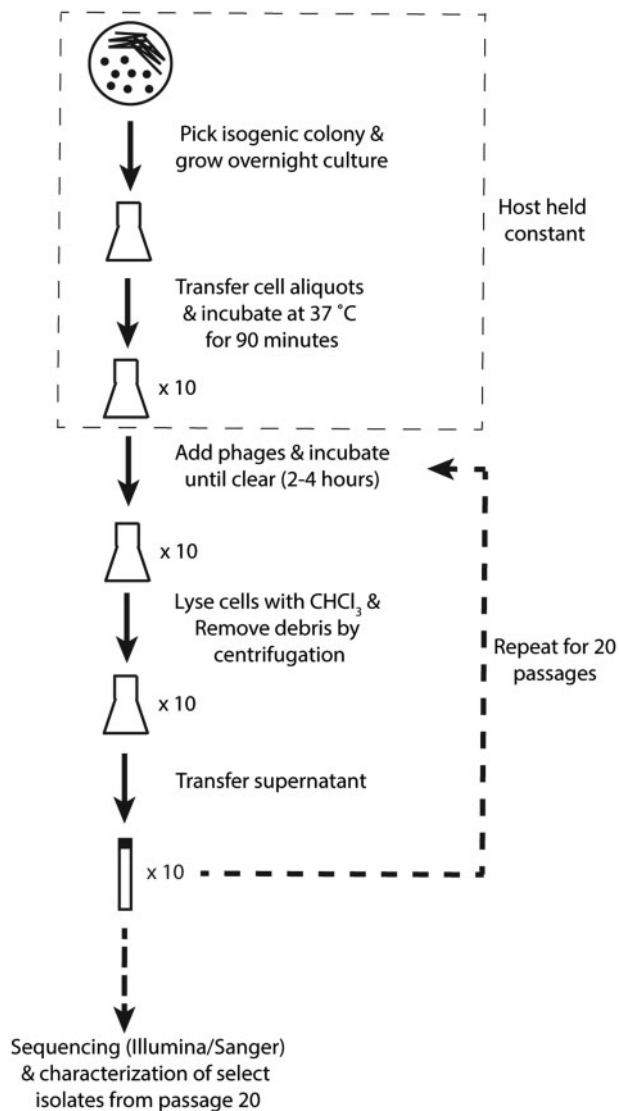 Pick isogenic colony &
grow overnight culture
Host held
constant
Transfer cell aliquots
& incubate at 37 ˚C
for 90 minutes
x 10
Add phages & incubate
until clear (2-4 hours)
x 10
Lyse cells with CHCl₃ &
Remove debris by
centrifugation
Repeat for 20
passages
x 10
Transfer supernatant
x 10
Sequencing (Illumina/Sanger)
& characterization of select
isolates from passage 20